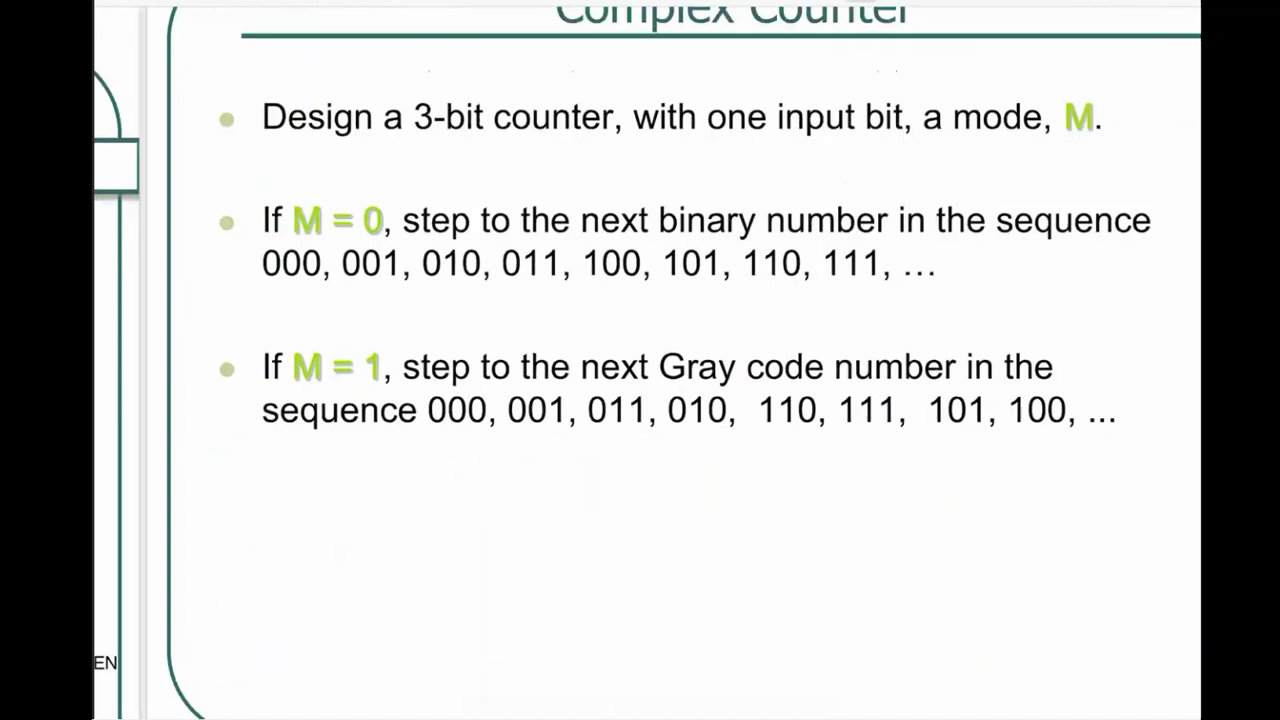 Complex Counter
Design a 3-bit counter, with one input bit, a mode, M.
If M = 0, step to the next binary number in the sequence
000, 001, 010, 011, 100, 101, 110, 111, …
If M = 1, step to the next Gray code number in the
sequence 000, 001, 011, 010, 110, 111, 101, 100, ...
EN